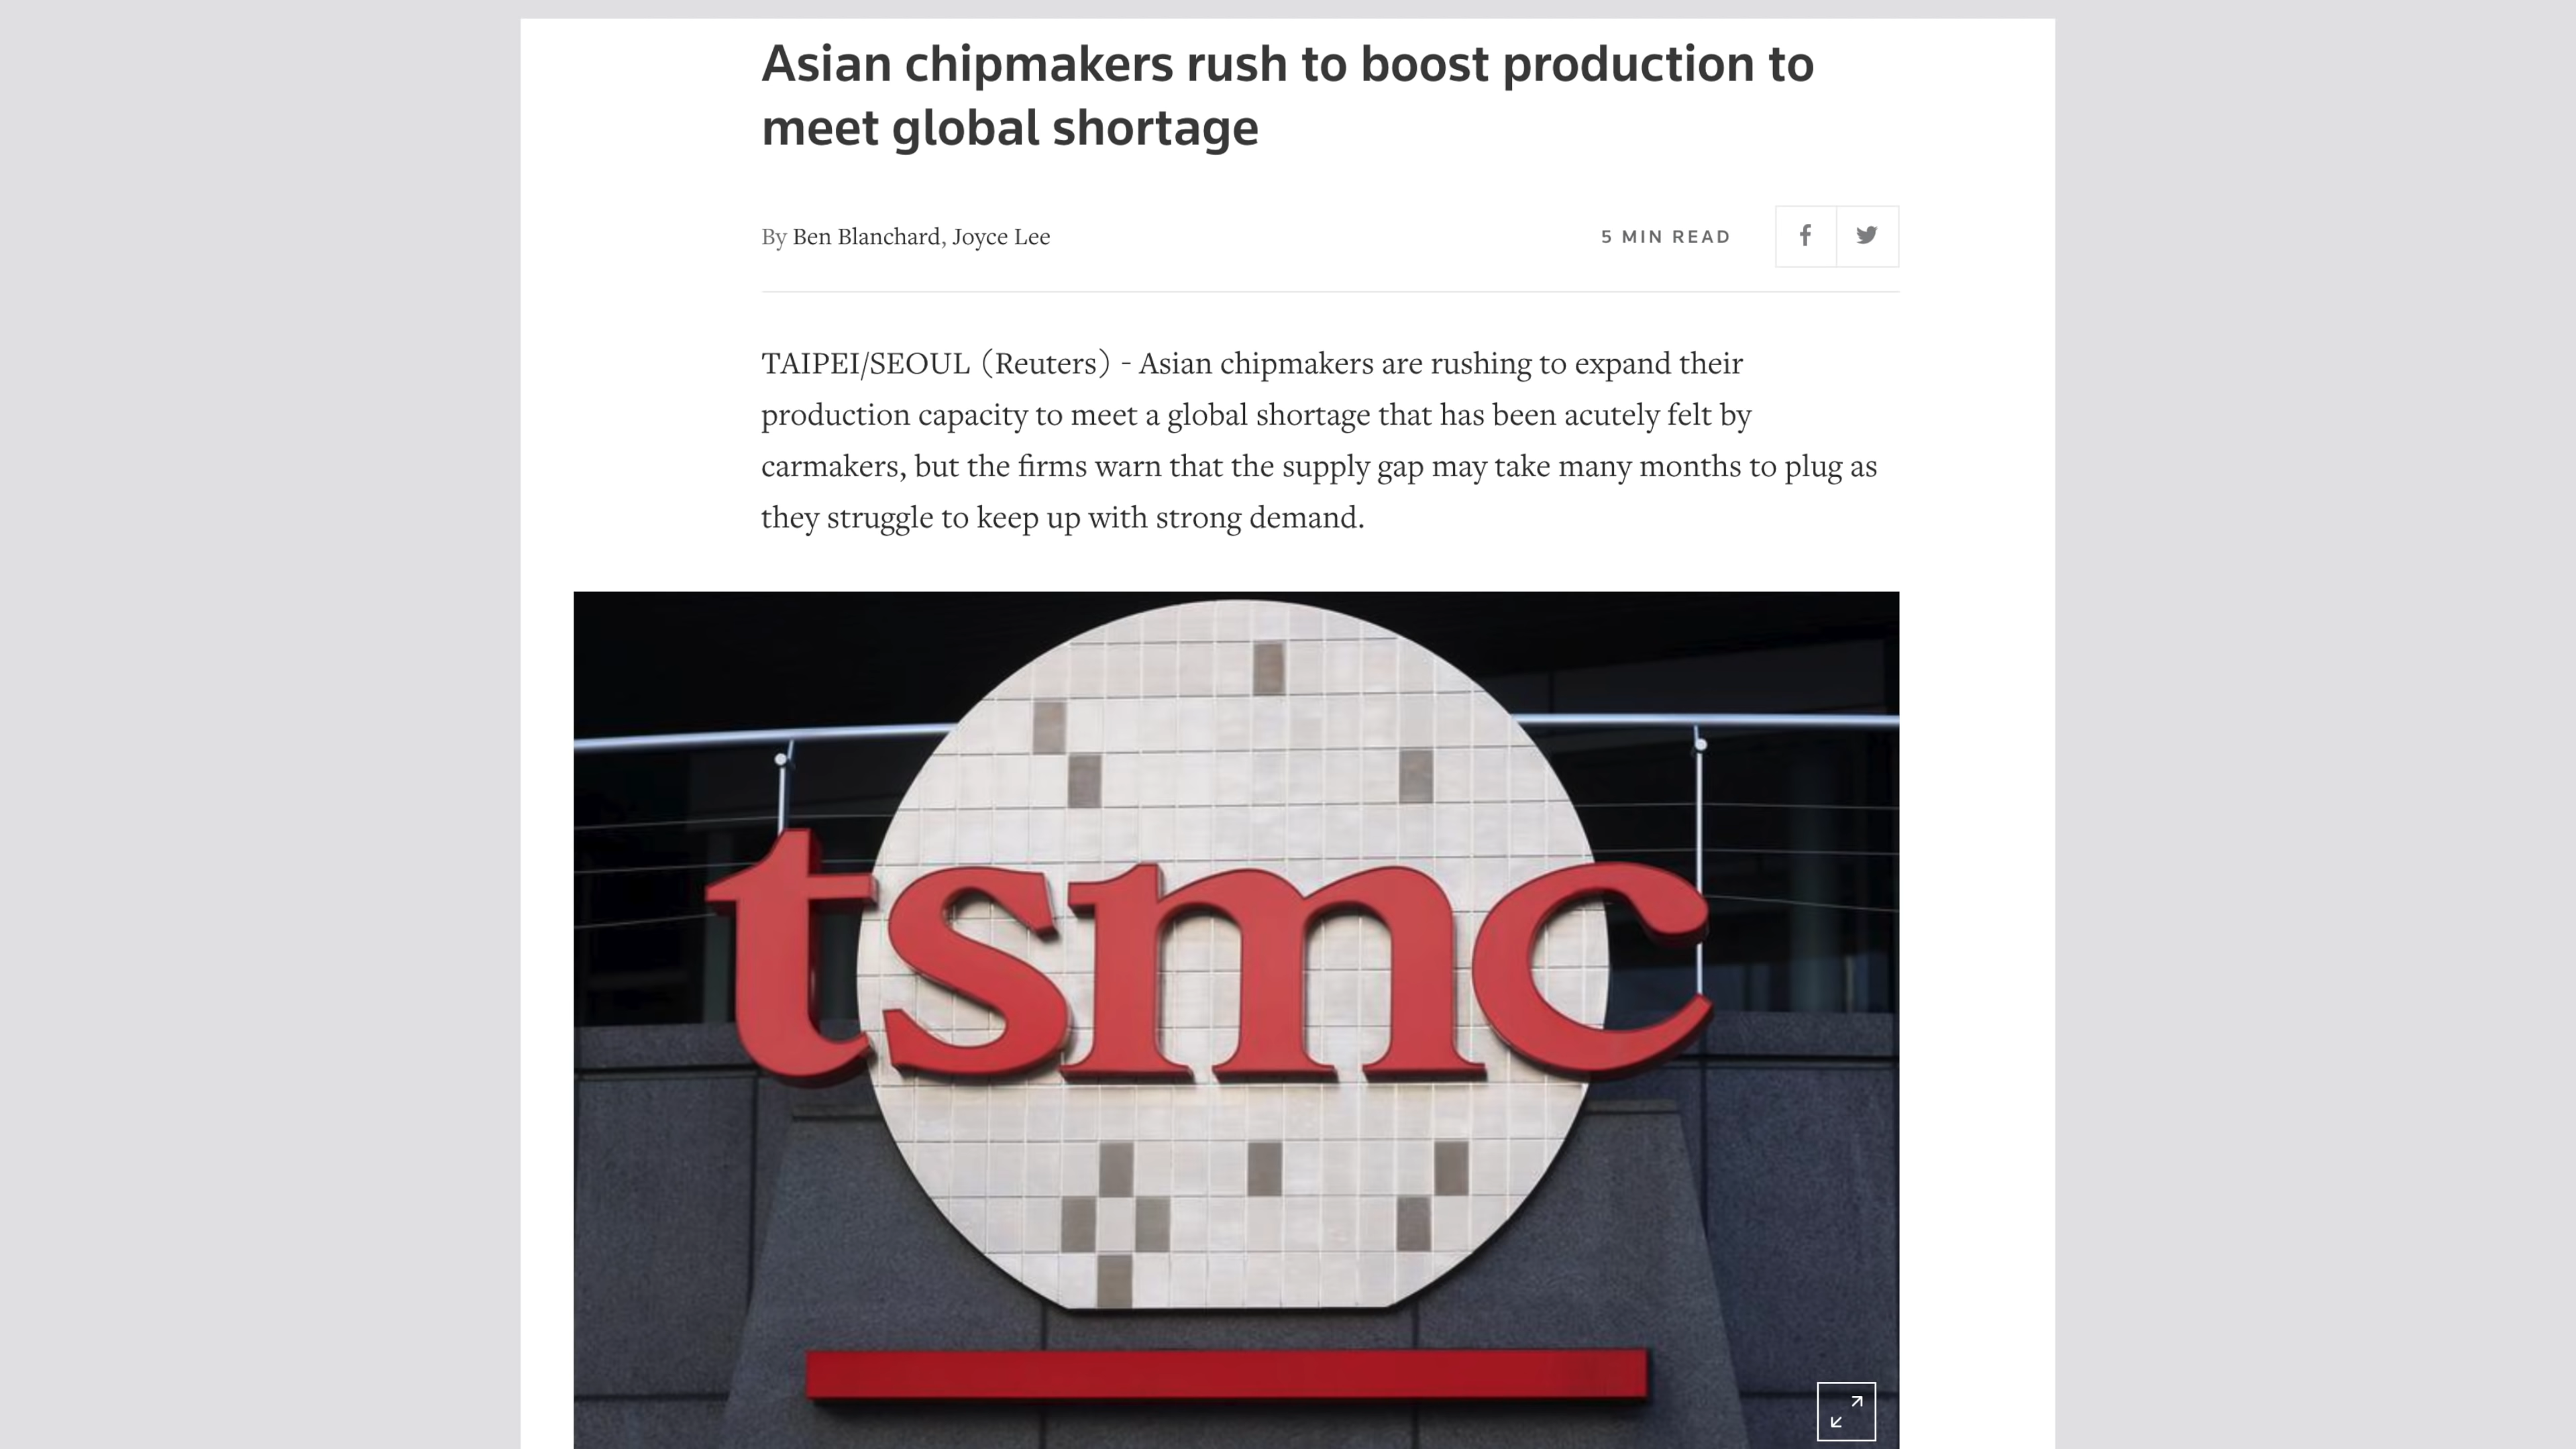 Asian chipmakers rush to boost production to
meet global shortage
By Ben Blanchard, Joyce Lee
5 MIN READ
TAIPEI/SEOUL (Reuters) - Asian chipmakers are rushing to expand their
production capacity to meet a global shortage that has been acutely felt by
carmakers, but the firms warn that the supply gap may take many months to plug as
they struggle to keep up with strong demand.
tsmc